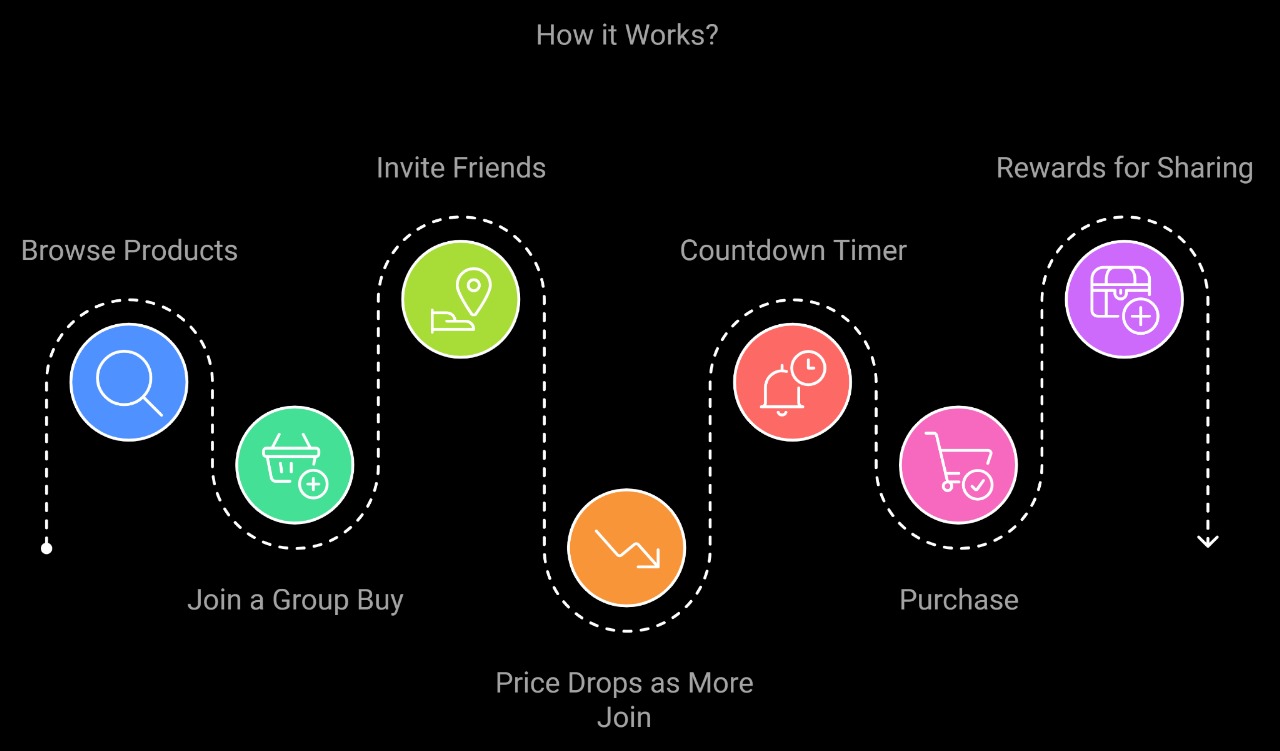 How it Works?
Browse Products
Join a Group Buy
Invite Friends
Price Drops as More
Join
Countdown Timer
Purchase
Rewards for Sharing